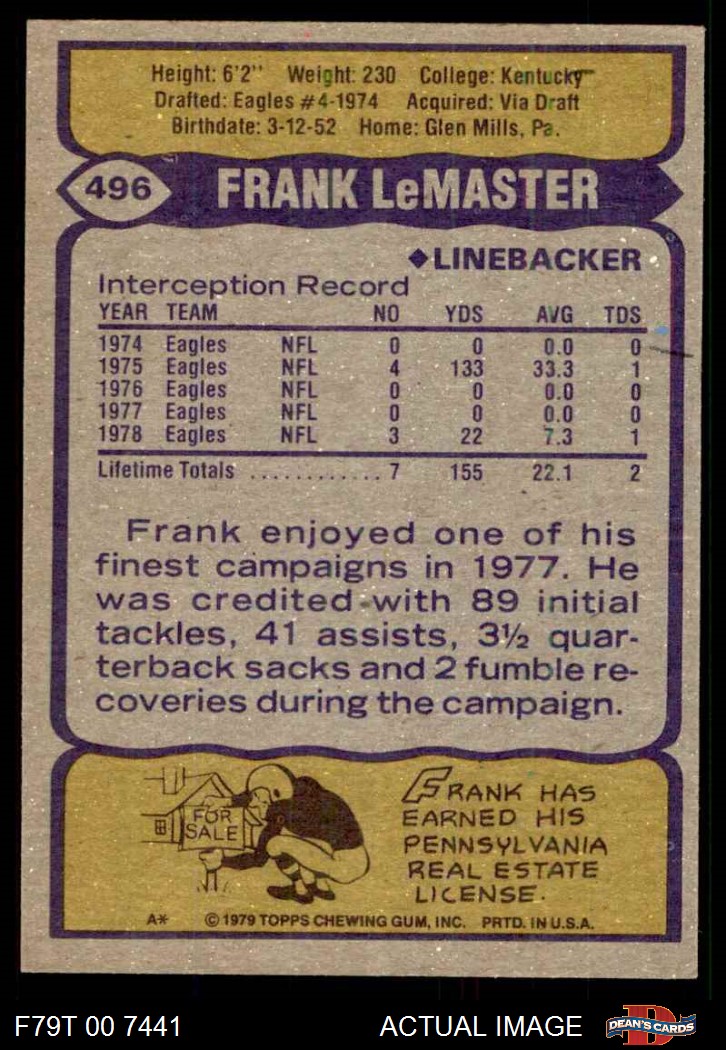 Height: 6'2" Weight: 230 College: Kentucky
Drafted: Eagles #4-1974 Acquired: Via Draft
Birthdate: 3-12-52 Home: Glen Mills, Pa.
496 FRANK LeMASTER
◆LINEBACKER
Interception Record
YEAR TEAM NO YDS AVG TDS
1974 Eagles NFL 0 0 0.0 0
1975 Eagles NFL 4 133 33.3 1
1976 Eagles NFL 0 0 0.0 0
1977 Eagles NFL 0 0 0.0 0
1978 Eagles NFL 3 22 7.3 1
Lifetime Totals ............ 7 155 22.1 2
Frank enjoyed one of his
finest campaigns in 1977. He
was credited with 89 initial
tackles, 41 assists, 3½ quar-
terback sacks and 2 fumble re-
coveries during the campaign.
FOR
SALE
FRANK HAS
EARNED HIS
PENNSYLVANIA
REAL ESTATE
LICENSE.
A* © 1979 TOPPS CHEWING GUM, INC. PRTD. IN U.S.A.
F79T 00 7441 ACTUAL IMAGE D DEAN'S CARDS